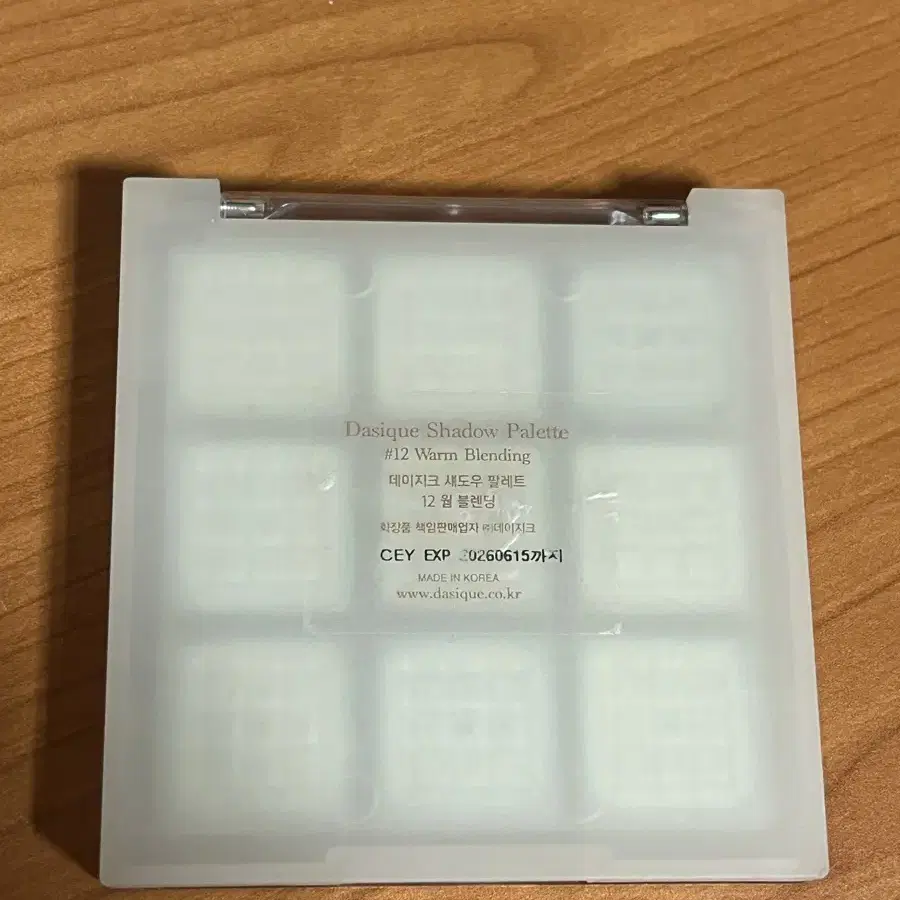 Dasique Shadow Palette
#12 Warm Blending
데이지크 섀도우 팔레트
12 웜 블렌딩
화장품 책임판매업자 ㈜데이지크
CEY EXP 20260615까지
MADE IN KOREA
www.dasique.co.kr